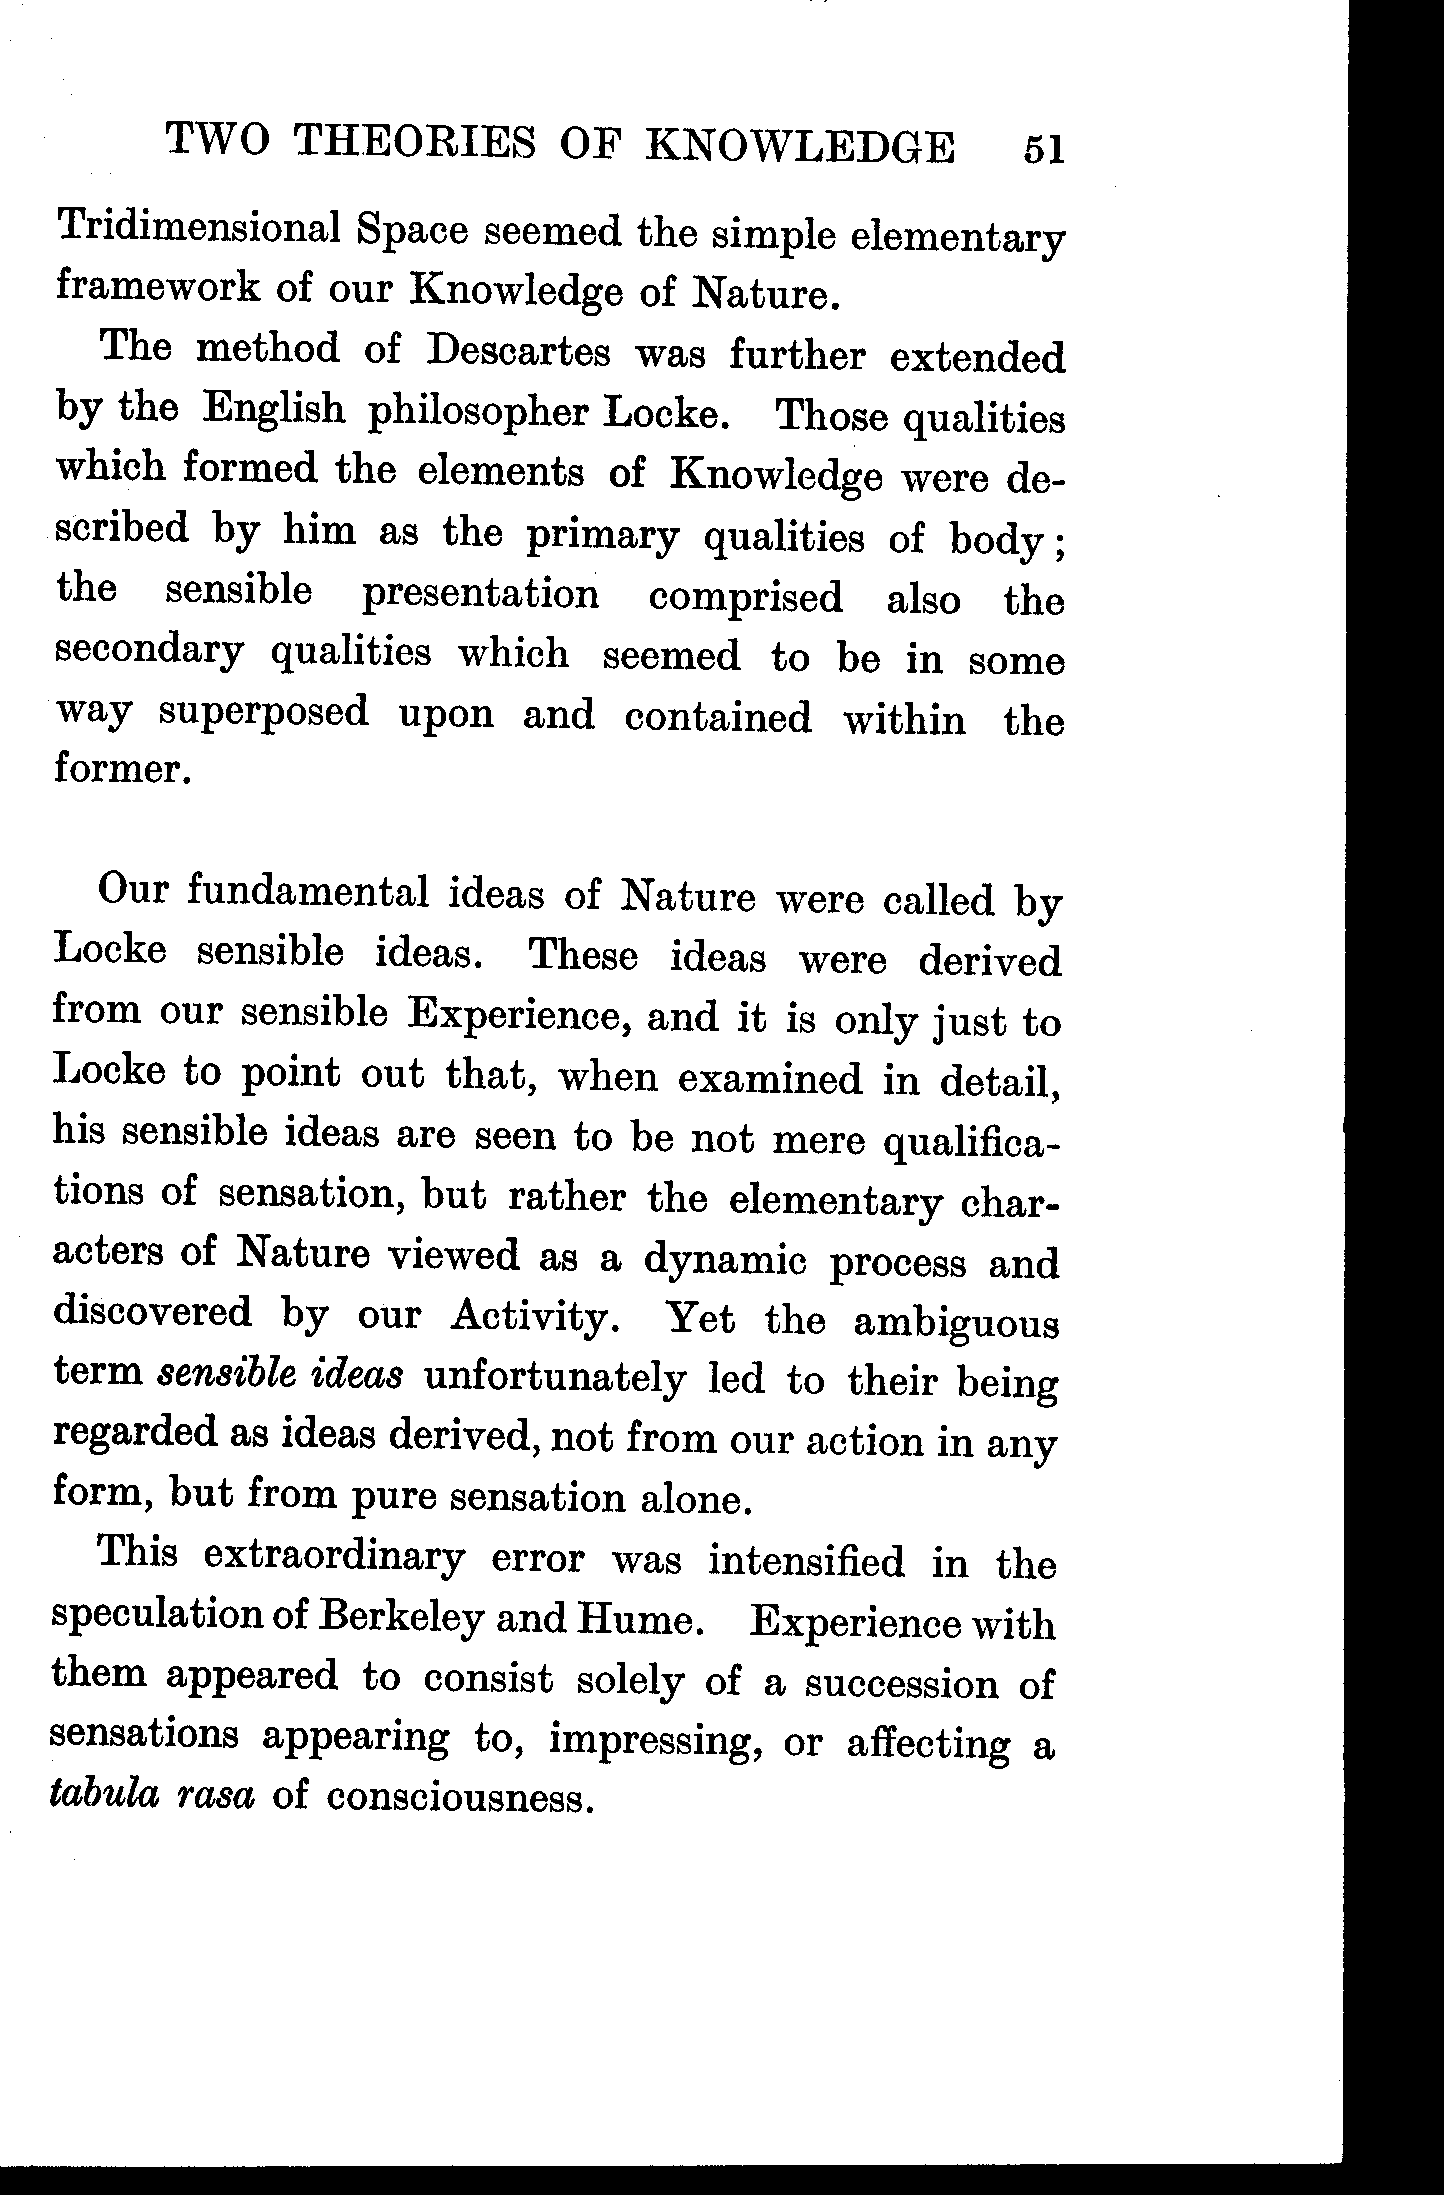 TWO THEORIES OF KNOWLEDGE 51
Tridimensional Space seemed the simple elementary
framework of our Knowledge of Nature.
The method of Descartes was further extended
by the English philosopher Locke. Those qualities
which formed the elements of Knowledge were de-
scribed by him as the primary qualities of body;
the sensible presentation comprised also the
secondary qualities which seemed to be in some
way superposed upon and contained within the
former.
Our fundamental ideas of Nature were called by
Locke sensible ideas. These ideas were derived
from our sensible Experience, and it is only just to
Locke to point out that, when examined in detail,
his sensible ideas are seen to be not mere qualifica-
tions of sensation, but rather the elementary char-
acters of Nature viewed as a dynamic process and
discovered by our Activity. Yet the ambiguous
term sensible ideas unfortunately led to their being
regarded as ideas derived, not from our action in any
form, but from pure sensation alone.
This extraordinary error was intensified in the
speculation of Berkeley and Hume. Experience with
them appeared to consist solely of a succession of
sensations appearing to, impressing, or affecting a
tabula rasa of consciousness.